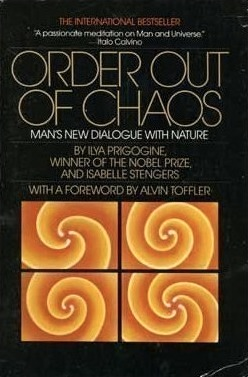 THE INTERNATIONAL BESTSELLER
"A passionate meditation on Man and Universe."
—Italo Calvino
ORDER OUT
OF CHAOS
MAN'S NEW DIALOGUE WITH NATURE
BY ILYA PRIGOGINE,
WINNER OF THE NOBEL PRIZE,
AND ISABELLE STENGERS
WITH A FOREWORD BY ALVIN TOFFLER